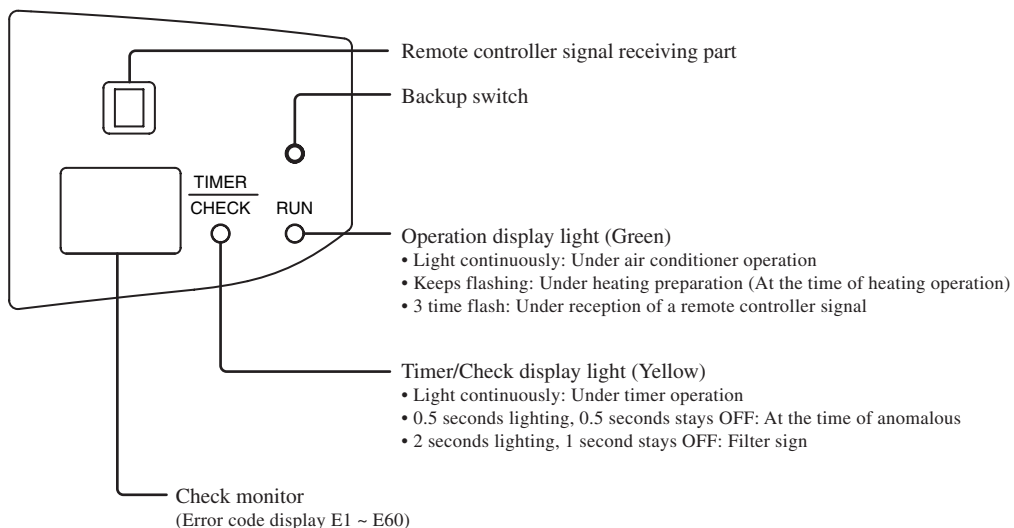 Remote controller signal receiving part
Backup switch
TIMER
CHECK
RUN
Operation display light (Green)
• Light continuously: Under air conditioner operation
• Keeps flashing: Under heating preparation (At the time of heating operation)
• 3 time flash: Under reception of a remote controller signal
Timer/Check display light (Yellow)
• Light continuously: Under timer operation
• 0.5 seconds lighting, 0.5 seconds stays OFF: At the time of anomalous
• 2 seconds lighting, 1 second stays OFF: Filter sign
Check monitor
(Error code display E1 ~ E60)